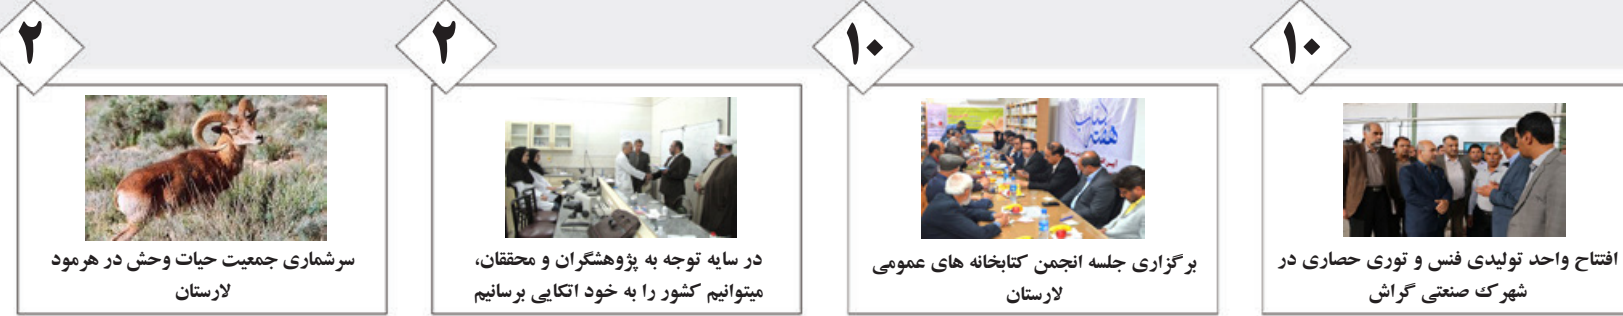 ۱۰
افتتاح واحد تولیدی فنس و توری حصاری در
شهرک صنعتی گراش
۱۰
هفته کتاب
برگزاری جلسه انجمن کتابخانه های عمومی
لارستان
۲
در سایه توجه به پژوهشگران و محققان،
میتوانیم کشور را به خود اتکایی برسانیم
۲
سرشماری جمعیت حیات وحش در هرمود
لارستان